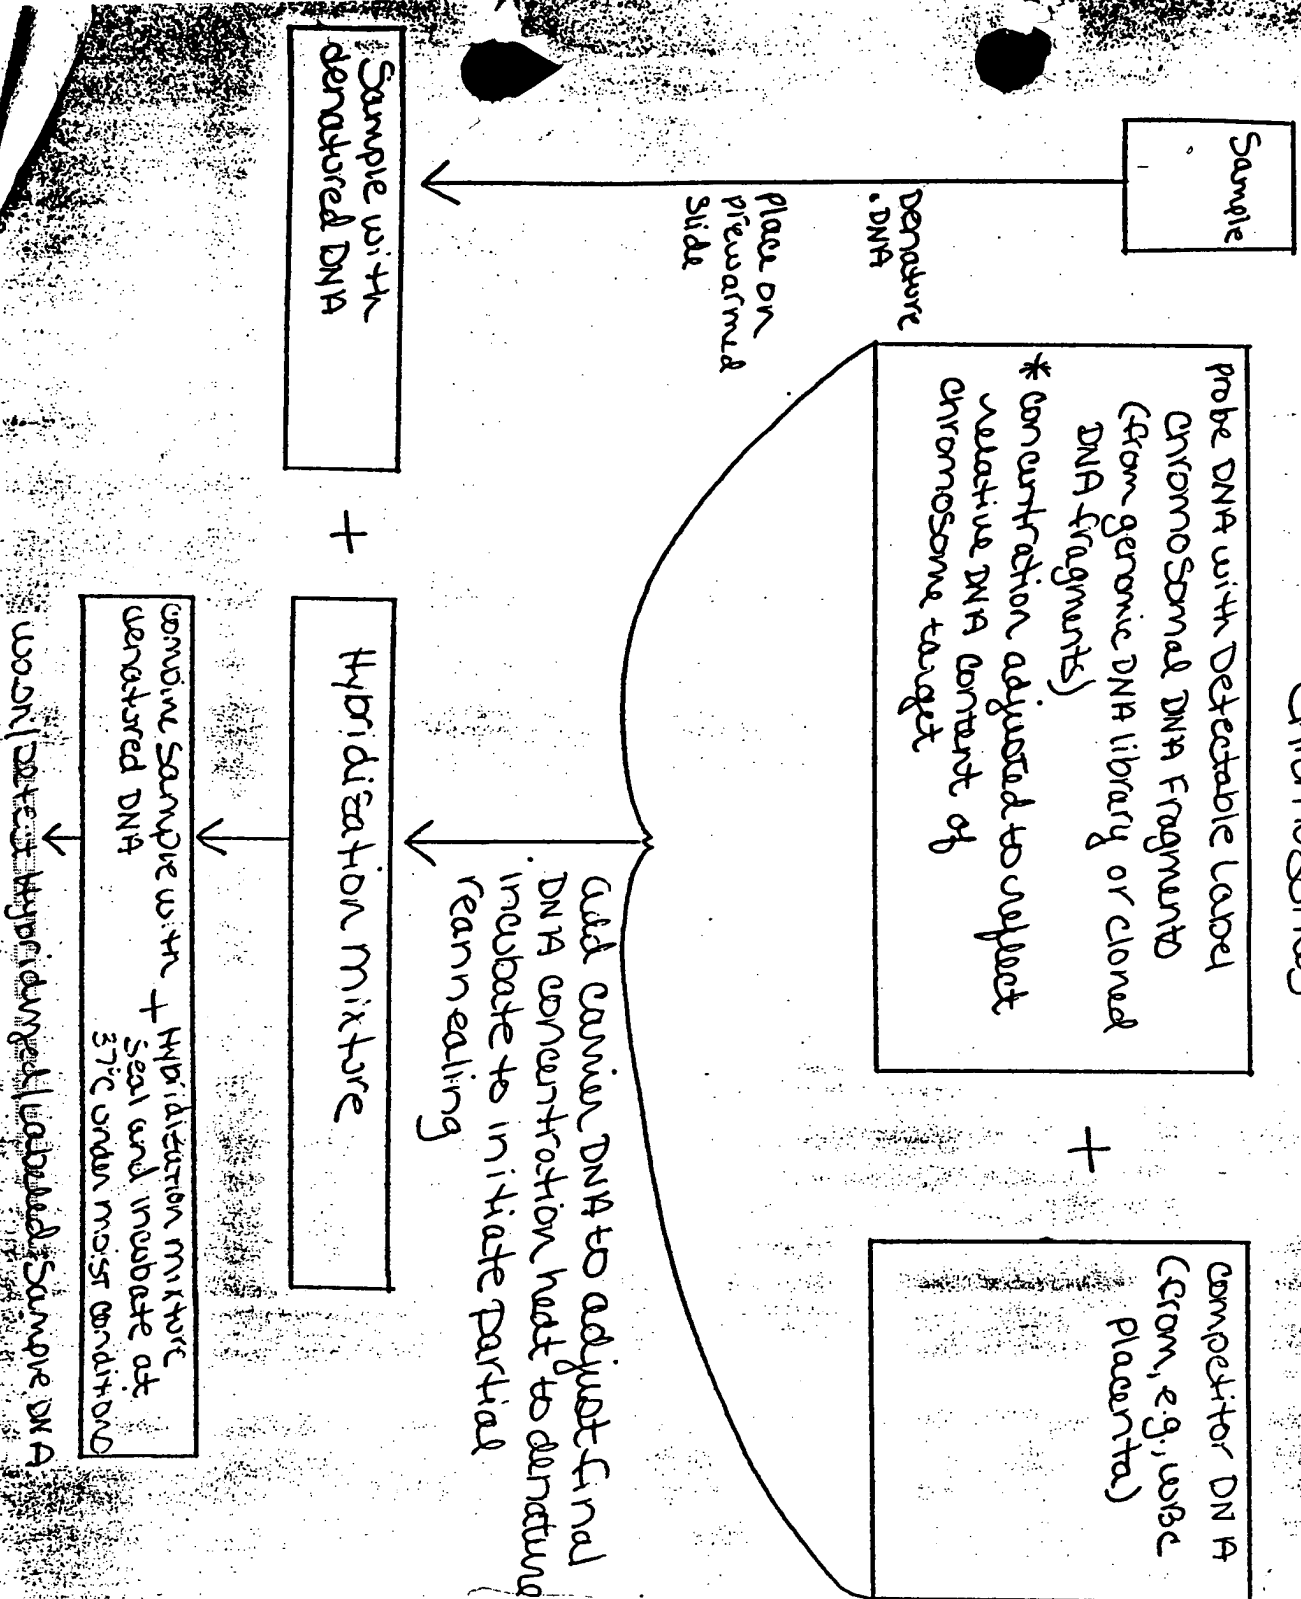 Sample
Denature
DNA
Place on
prewarmed
slide
Sample with
denatured DNA
probe DNA with Detectable Label
Chromosomal DNA Fragments
(from genomic DNA library or cloned
DNA fragments)
* concentration adjusted to reflect
relative DNA content of
chromosome target
+
competitor DNA
(from, e.g., WBC
placenta)
add carrier DNA to adjust final
DNA concentration heat to denature
incubate to initiate partial
reannealing
+
Hybridization mixture
combine sample with
denatured DNA
+
Hybridization mixture
seal and incubate at
37°C under moist conditions
wash/Detect Hybridized/Labeled Sample DNA